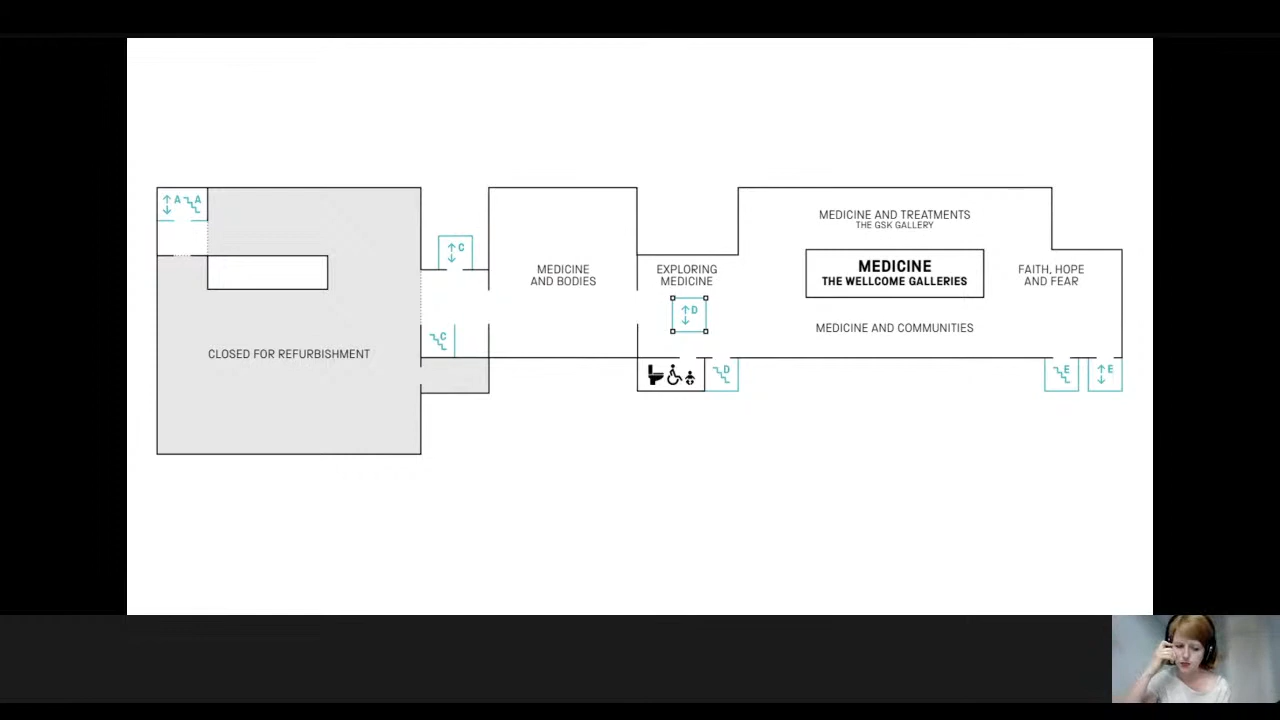 A A
C
MEDICINE AND TREATMENTS
THE GSK GALLERY
MEDICINE
AND BODIES
EXPLORING
MEDICINE
MEDICINE
THE WELLCOME GALLERIES
FAITH, HOPE
AND FEAR
D
MEDICINE AND COMMUNITIES
C
CLOSED FOR REFURBISHMENT
D
E
E